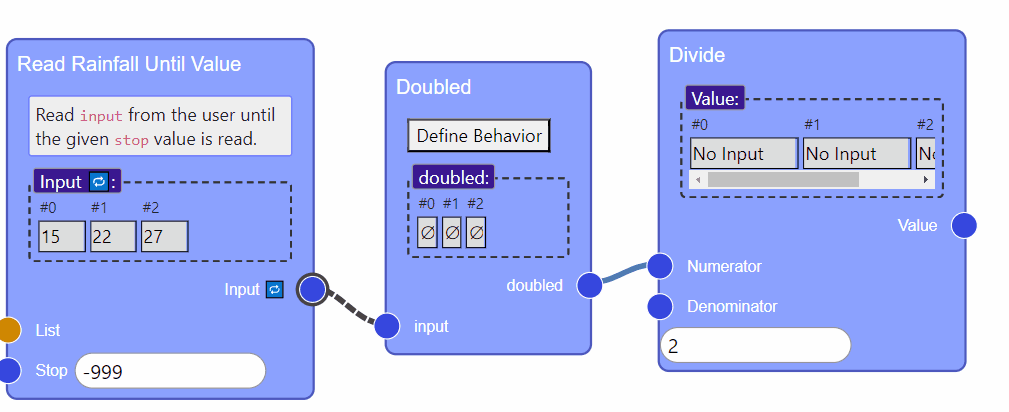 Read Rainfall Until Value
Read input from the user until
the given stop value is read.
Input :
#0 #1 #2
15 22 27
Input
List
Stop -999
Doubled
Define Behavior
doubled:
#0 #1 #2
∅ ∅ ∅
doubled
input
Divide
Value:
#0 #1 #2
No Input No Input
Value
Numerator
Denominator
2